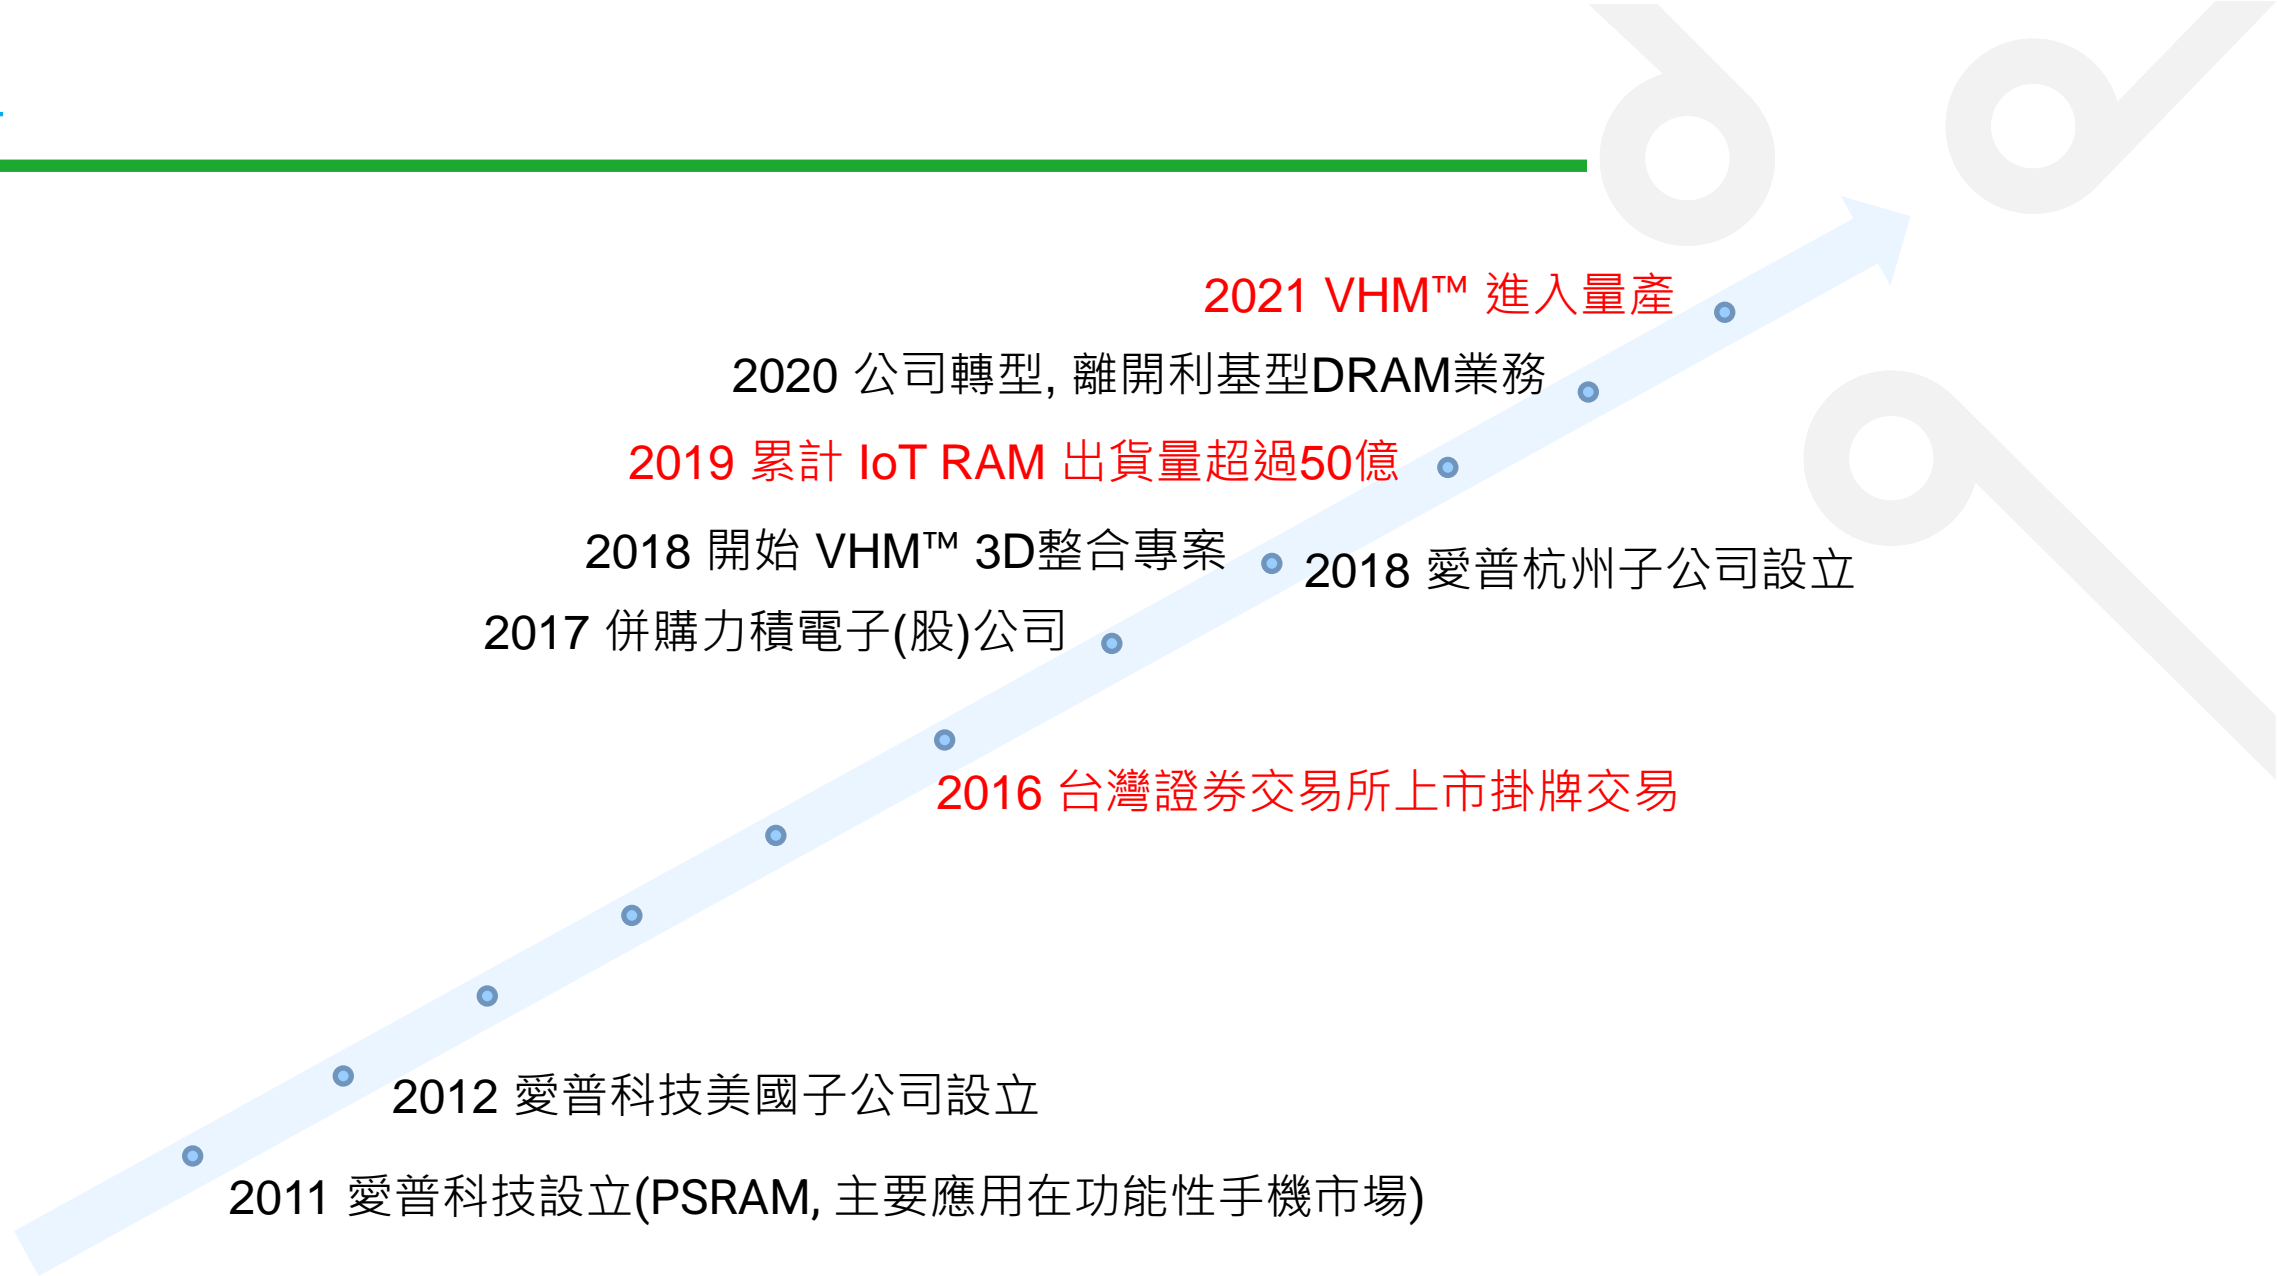 2021 VHM™ 進入量產
2020 公司轉型, 離開利基型DRAM業務
2019 累計 IoT RAM 出貨量超過50億
2018 開始 VHM™ 3D整合專案
2018 愛普杭州子公司設立
2017 併購力積電子(股)公司
2016 台灣證券交易所上市掛牌交易
2012 愛普科技美國子公司設立
2011 愛普科技設立(PSRAM, 主要應用在功能性手機市場)